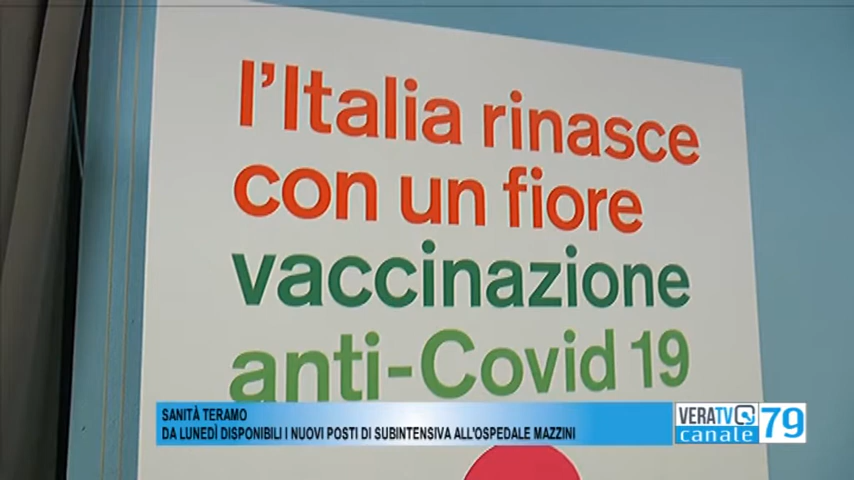 l'Italia rinasce
con un fiore
vaccinazione
anti-Covid 19
SANITÀ TERAMO
DA LUNEDÌ DISPONIBILI I NUOVI POSTI DI SUBINTENSIVA ALL'OSPEDALE MAZZINI
VERATV
canale
79